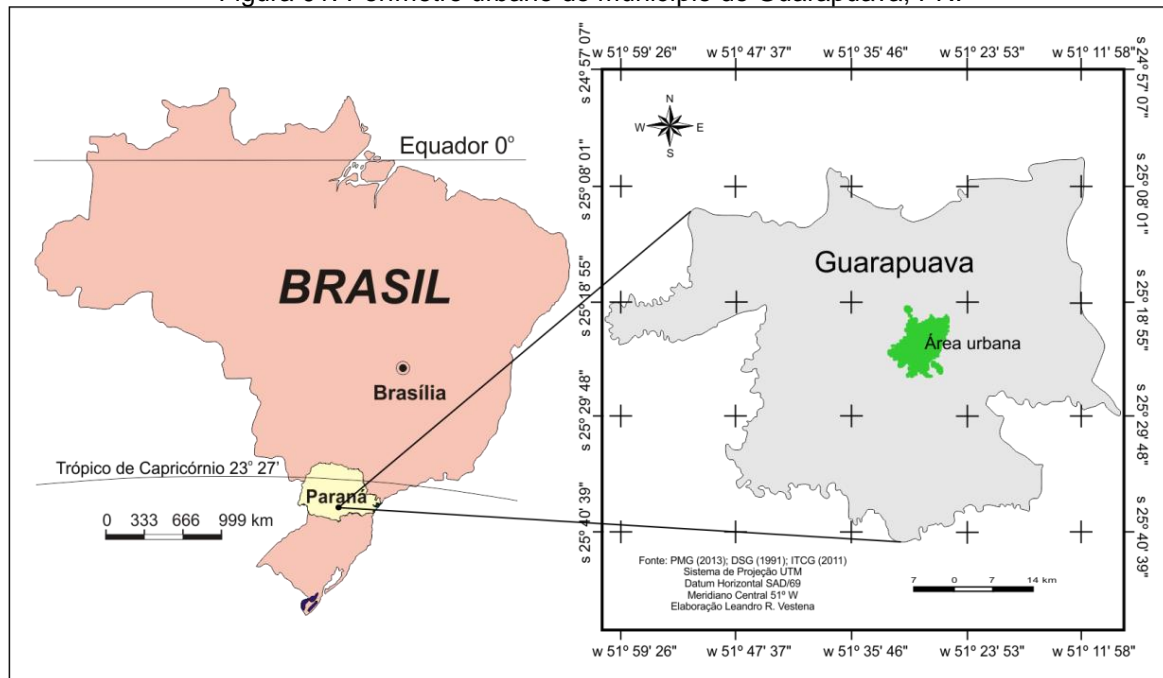 Figura 01: Perímetro urbano do município de Guarapuava, PR.
Equador 0°
BRASIL
Brasília
Trópico de Capricórnio 23° 27'
Paraná
0 333 666 999 km
w 51° 59' 26" w 51° 47' 37" w 51° 35' 46" w 51° 23' 53" w 51° 11' 58"
s 24° 57' 07"
s 25° 08' 01"
s 25° 18' 55"
s 25° 29' 48"
s 25° 40' 39"
N
W E
S
Guarapuava
Área urbana
s 24° 57' 07"
s 25° 08' 01"
s 25° 18' 55"
s 25° 29' 48"
s 25° 40' 39"
Fonte: PMG (2013); DSG (1991); ITCG (2011)
Sistema de Projeção UTM
Datum Horizontal SAD/69
Meridiano Central 51º W
Elaboração Leandro R. Vestena
7 0 7 14 km
w 51° 59' 26" w 51° 47' 37" w 51° 35' 46" w 51° 23' 53" w 51° 11' 58"